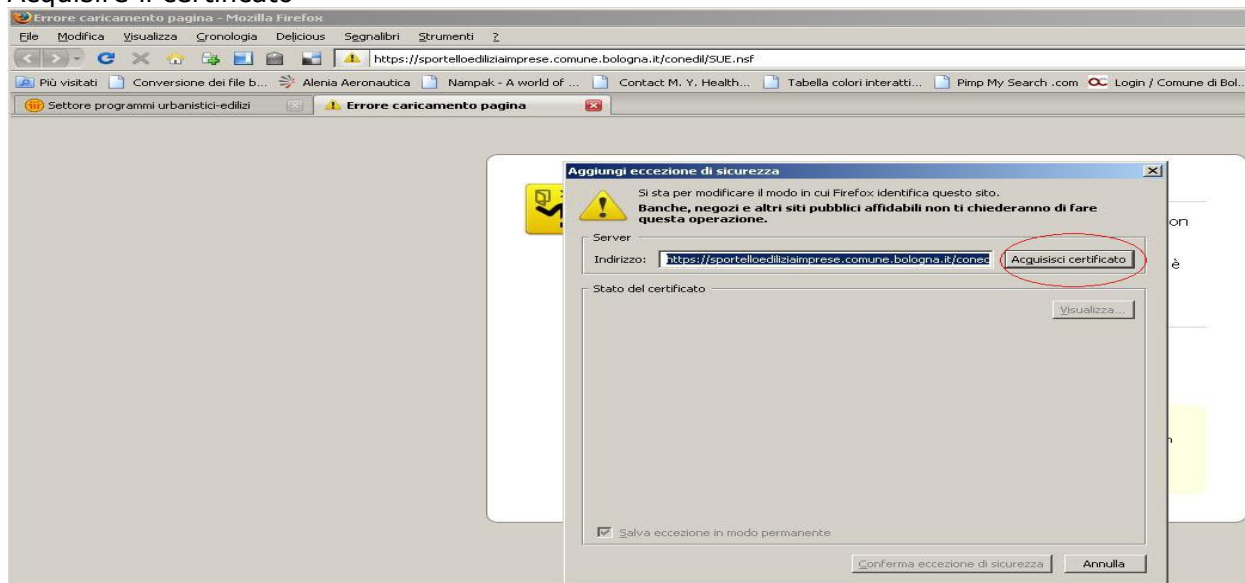 Acquisire il certificato
Errore caricamento pagina - Mozilla Firefox
File Modifica Visualizza Cronologia Delicious Segnalibri Strumenti ?
https://sportelloediliziaimprese.comune.bologna.it/conedil/SUE.nsf
Più visitati Conversione dei file b... Alenia Aeronautica Nampak - A world of ... Contact M. Y. Health... Tabella colori interatti... Pimp My Search .com Login / Comune di Bol...
Settore programmi urbanistici-edilizi Errore caricamento pagina
Aggiungi eccezione di sicurezza
Si sta per modificare il modo in cui Firefox identifica questo sito.
Banche, negozi e altri siti pubblici affidabili non ti chiederanno di fare
questa operazione.
on
Server
Indirizzo: https://sportelloediliziaimprese.comune.bologna.it/coned Acquisisci certificato
è
Stato del certificato
Visualizza...
Salva eccezione in modo permanente
Conferma eccezione di sicurezza Annulla